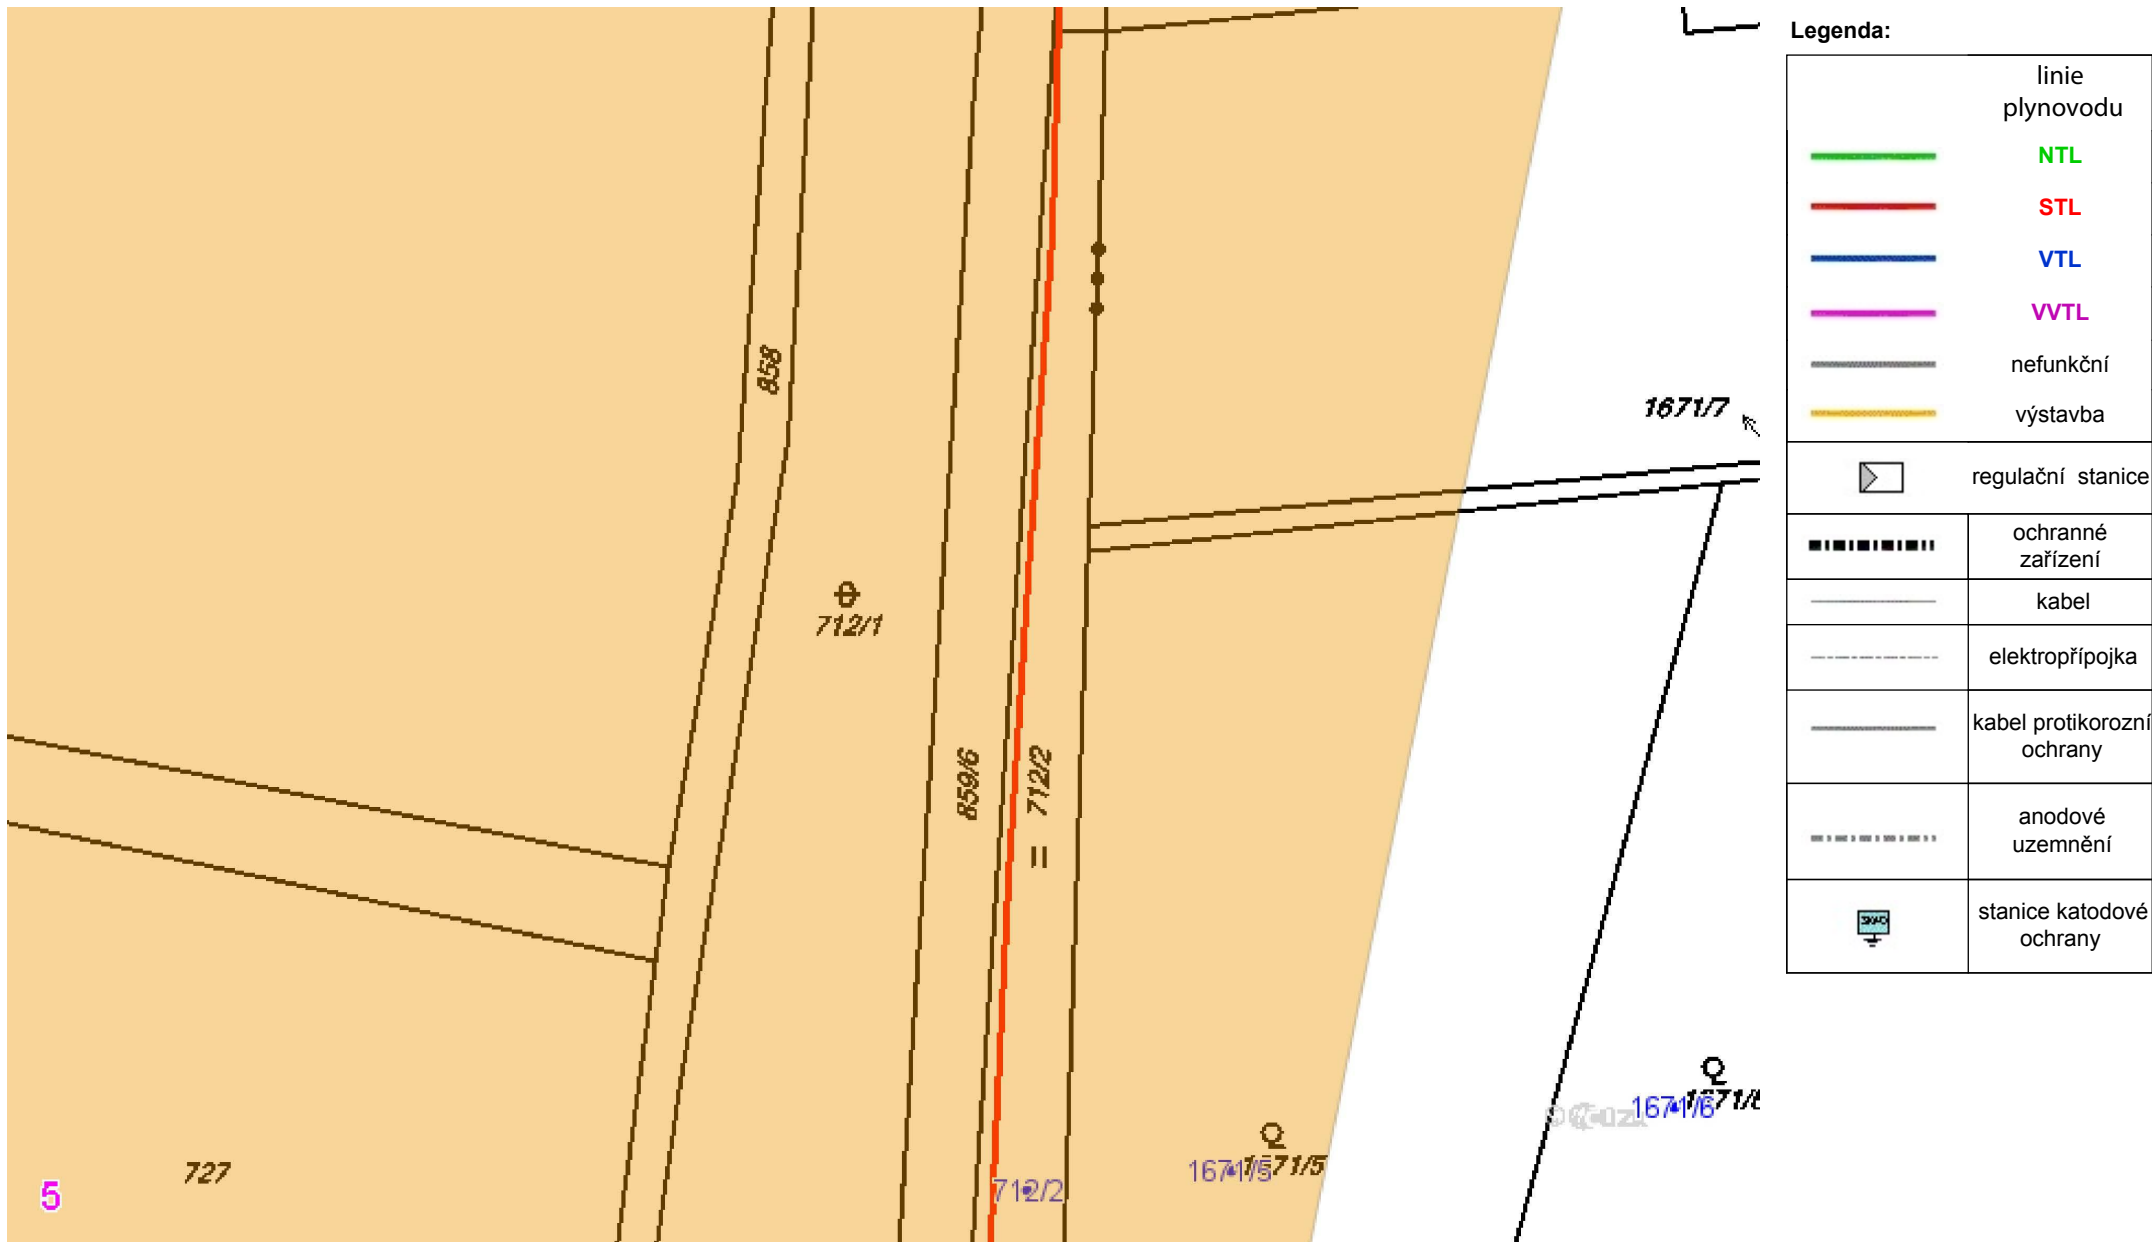 Legenda:
linie
plynovodu
NTL
STL
VTL
VVTL
nefunkční
výstavba
regulační stanice
ochranné
zařízení
kabel
elektropřípojka
kabel protikorozní
ochrany
anodové
uzemnění
stanice katodové
ochrany
858
1671/7
712/1
859/6
712/2
1671/6
1671/5
1671/5
712/2
727
5